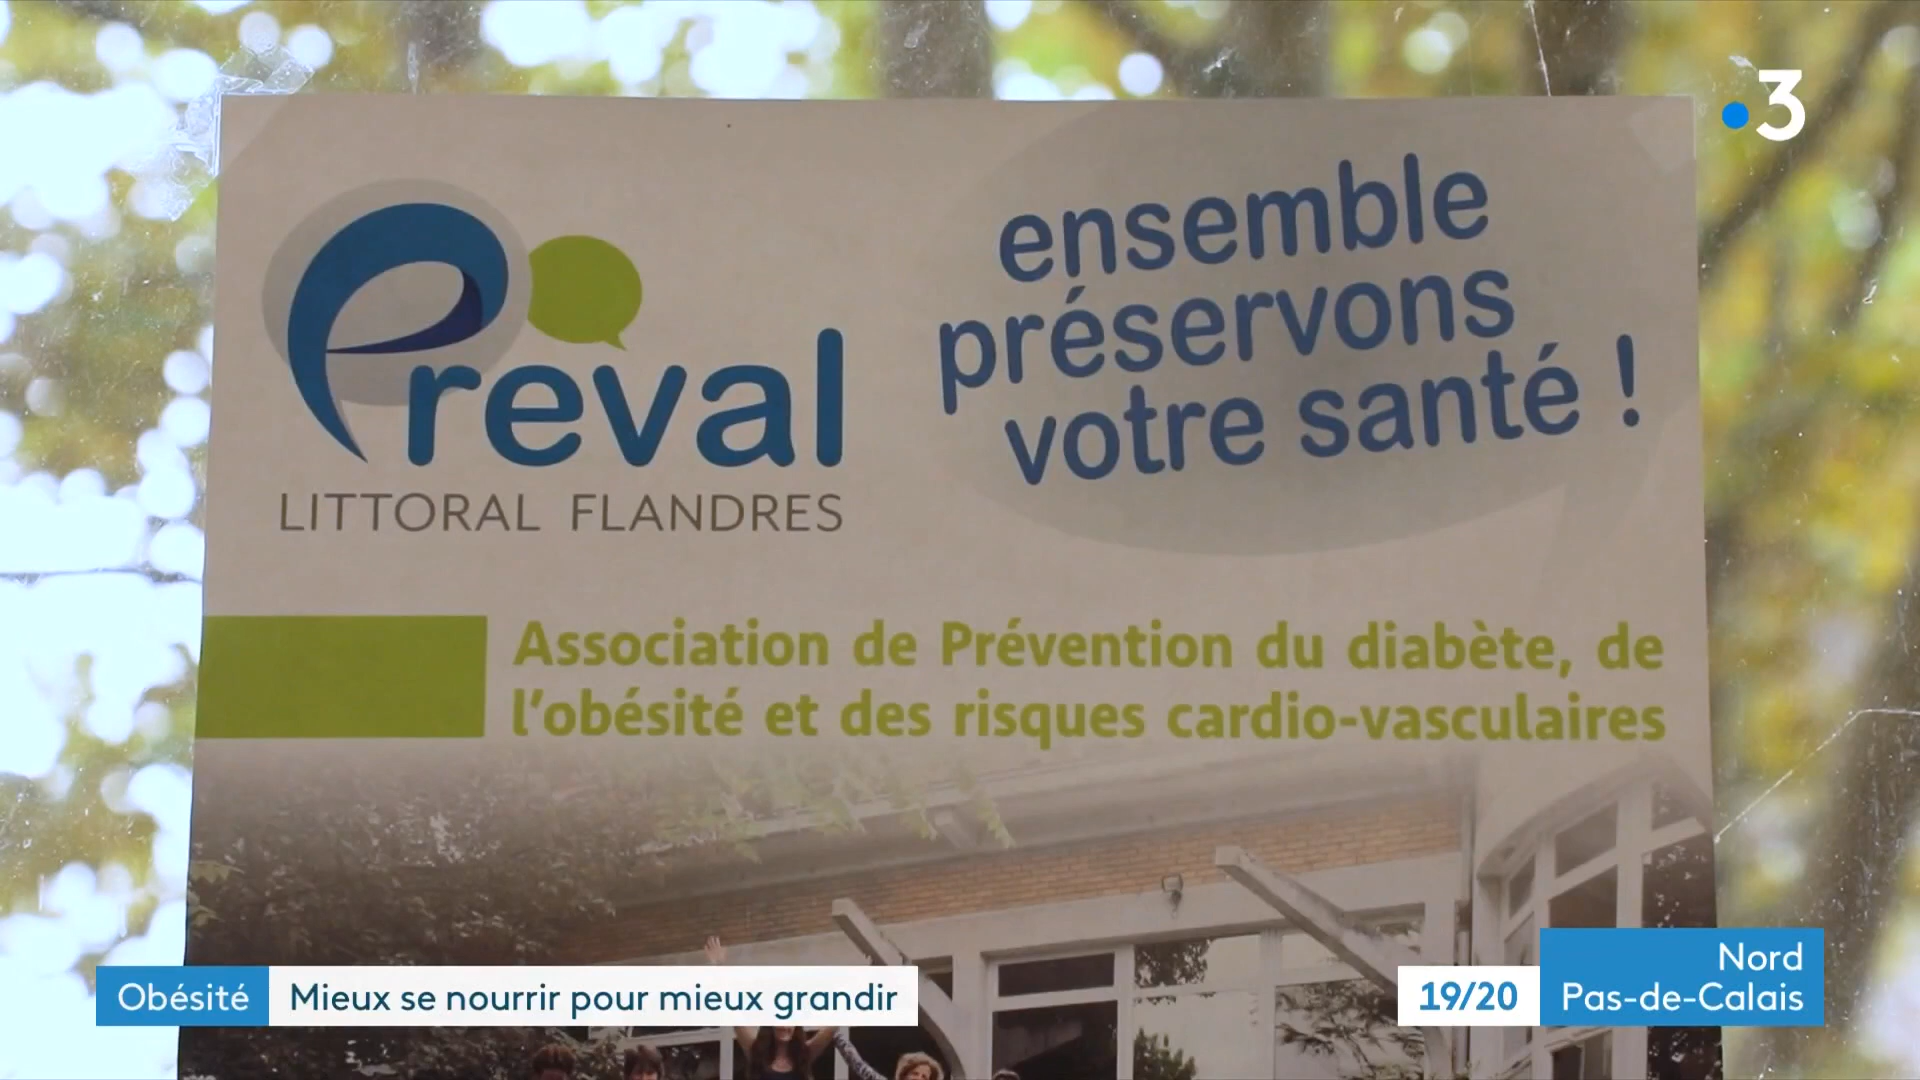 3
Preval
LITTORAL FLANDRES
ensemble
préservons
votre santé !
Association de Prévention du diabète, de
l'obésité et des risques cardio-vasculaires
Obésité
Mieux se nourrir pour mieux grandir
19/20
Nord
Pas-de-Calais